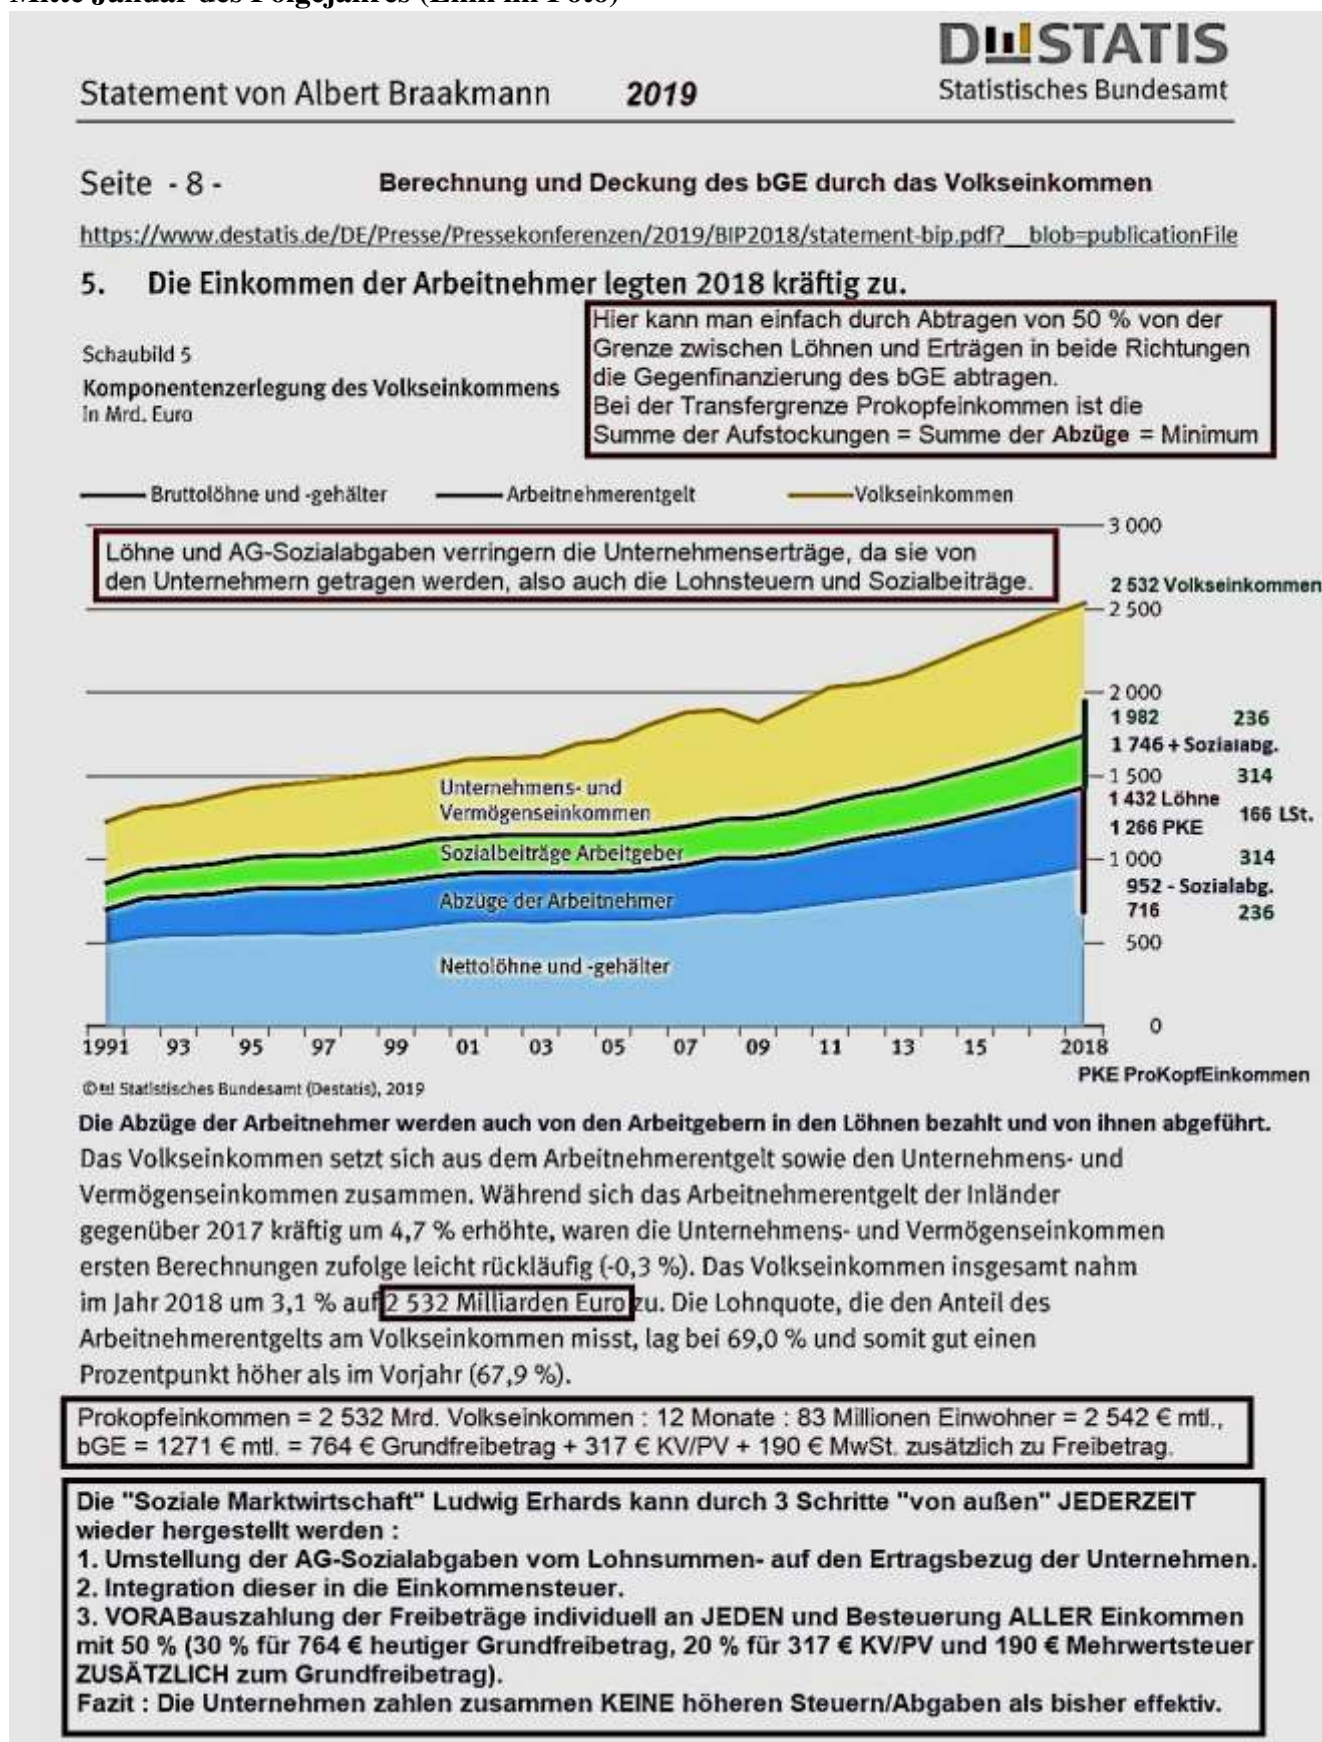 Mitte Januar des Folgejahres (Link im Foto)
DESTATIS
Statement von Albert Braakmann 2019 Statistisches Bundesamt
Seite - 8 - Berechnung und Deckung des bGE durch das Volkseinkommen
https://www.destatis.de/DE/Presse/Pressekonferenzen/2019/BIP2018/statement-bip.pdf?__blob=publicationFile
5. Die Einkommen der Arbeitnehmer legten 2018 kräftig zu.
Hier kann man einfach durch Abtragen von 50 % von der
Grenze zwischen Löhnen und Erträgen in beide Richtungen
die Gegenfinanzierung des bGE abtragen.
Bei der Transfergrenze Prokopfeinkommen ist die
Summe der Aufstockungen = Summe der Abzüge = Minimum
Schaubild 5
Komponentenzerlegung des Volkseinkommens
In Mrd. Euro
Bruttolöhne und -gehälter Arbeitnehmerentgelt Volkseinkommen
3 000
Löhne und AG-Sozialabgaben verringern die Unternehmenserträge, da sie von
den Unternehmern getragen werden, also auch die Lohnsteuern und Sozialbeiträge.
2 532 Volkseinkommen
2 500
2 000
1 982 236
1 746 + Sozialabg.
1 500 314
1 432 Löhne
166 LSt.
1 266 PKE
1 000 314
952 - Sozialabg.
716 236
500
0
Unternehmens- und
Vermögenseinkommen
Sozialbeiträge Arbeitgeber
Abzüge der Arbeitnehmer
Nettolöhne und -gehälter
1991 93 95 97 99 01 03 05 07 09 11 13 15 2018
PKE ProKopfEinkommen
© Statistisches Bundesamt (Destatis), 2019
Die Abzüge der Arbeitnehmer werden auch von den Arbeitgebern in den Löhnen bezahlt und von ihnen abgeführt.
Das Volkseinkommen setzt sich aus dem Arbeitnehmerentgelt sowie den Unternehmens- und
Vermögenseinkommen zusammen. Während sich das Arbeitnehmerentgelt der Inländer
gegenüber 2017 kräftig um 4,7 % erhöhte, waren die Unternehmens- und Vermögenseinkommen
ersten Berechnungen zufolge leicht rückläufig (-0,3 %). Das Volkseinkommen insgesamt nahm
im Jahr 2018 um 3,1 % auf 2 532 Milliarden Euro zu. Die Lohnquote, die den Anteil des
Arbeitnehmerentgelts am Volkseinkommen misst, lag bei 69,0 % und somit gut einen
Prozentpunkt höher als im Vorjahr (67,9 %).
Prokopfeinkommen = 2 532 Mrd. Volkseinkommen : 12 Monate : 83 Millionen Einwohner = 2 542 € mtl.,
bGE = 1271 € mtl. = 764 € Grundfreibetrag + 317 € KV/PV + 190 € MwSt. zusätzlich zu Freibetrag.
Die "Soziale Marktwirtschaft" Ludwig Erhards kann durch 3 Schritte "von außen" JEDERZEIT
wieder hergestellt werden :
1. Umstellung der AG-Sozialabgaben vom Lohnsummen- auf den Ertragsbezug der Unternehmen.
2. Integration dieser in die Einkommensteuer.
3. VORABauszahlung der Freibeträge individuell an JEDEN und Besteuerung ALLER Einkommen
mit 50 % (30 % für 764 € heutiger Grundfreibetrag, 20 % für 317 € KV/PV und 190 € Mehrwertsteuer
ZUSÄTZLICH zum Grundfreibetrag).
Fazit : Die Unternehmen zahlen zusammen KEINE höheren Steuern/Abgaben als bisher effektiv.